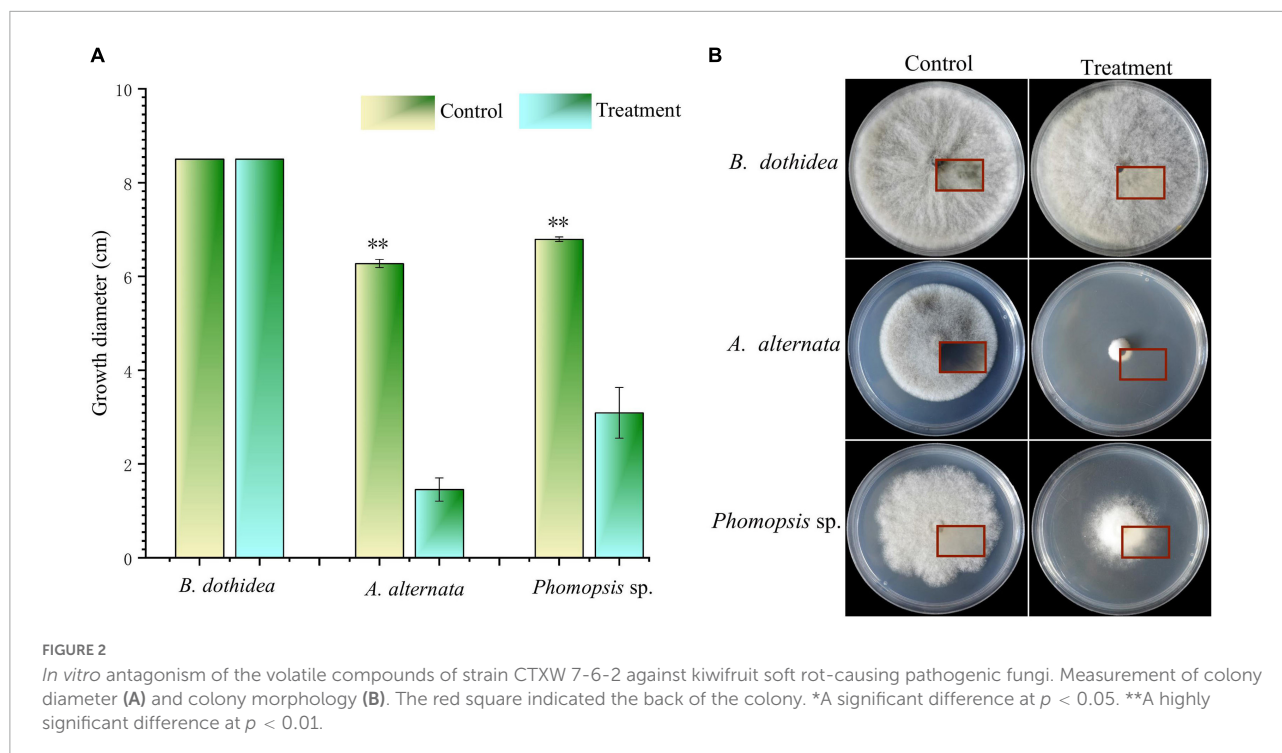 A
10
8
6
4
2
0
Growth diameter (cm)
Control
Treatment
**
**
B. dothidea
A. alternata
Phomopsis sp.
B
Control
Treatment
B. dothidea
A. alternata
Phomopsis sp.
FIGURE 2
In vitro antagonism of the volatile compounds of strain CTXW 7-6-2 against kiwifruit soft rot-causing pathogenic fungi. Measurement of colony
diameter (A) and colony morphology (B). The red square indicated the back of the colony. *A significant difference at p < 0.05. **A highly
significant difference at p < 0.01.